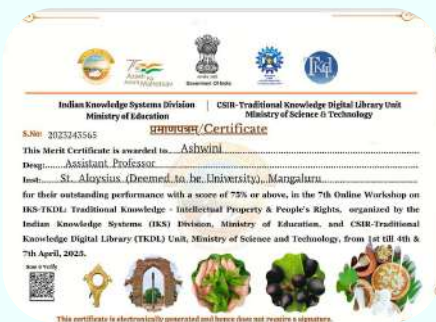 Azadi Ka
Amrit Mahotsav
Government Of India
TKDL
Indian Knowledge Systems Division
Ministry of Education
CSIR-Traditional Knowledge Digital Library Unit
Ministry of Science & Technology
प्रमाणपत्रम्/Certificate
S.No: 2023243565
This Merit Certificate is awarded to Ashwini
Desg: Assistant Professor
Inst: St. Aloysius (Deemed to be University), Mangaluru
for their outstanding performance with a score of 75% or above, in the 7th Online Workshop on
IKS-TKDL: Traditional Knowledge - Intellectual Property & People's Rights, organized by the
Indian Knowledge Systems (IKS) Division, Ministry of Education, and CSIR-Traditional
Knowledge Digital Library (TKDL) Unit, Ministry of Science and Technology, from 1st till 4th &
7th April, 2025.
Scan to Verify
This certificate is electronically generated and hence does not require a signature.